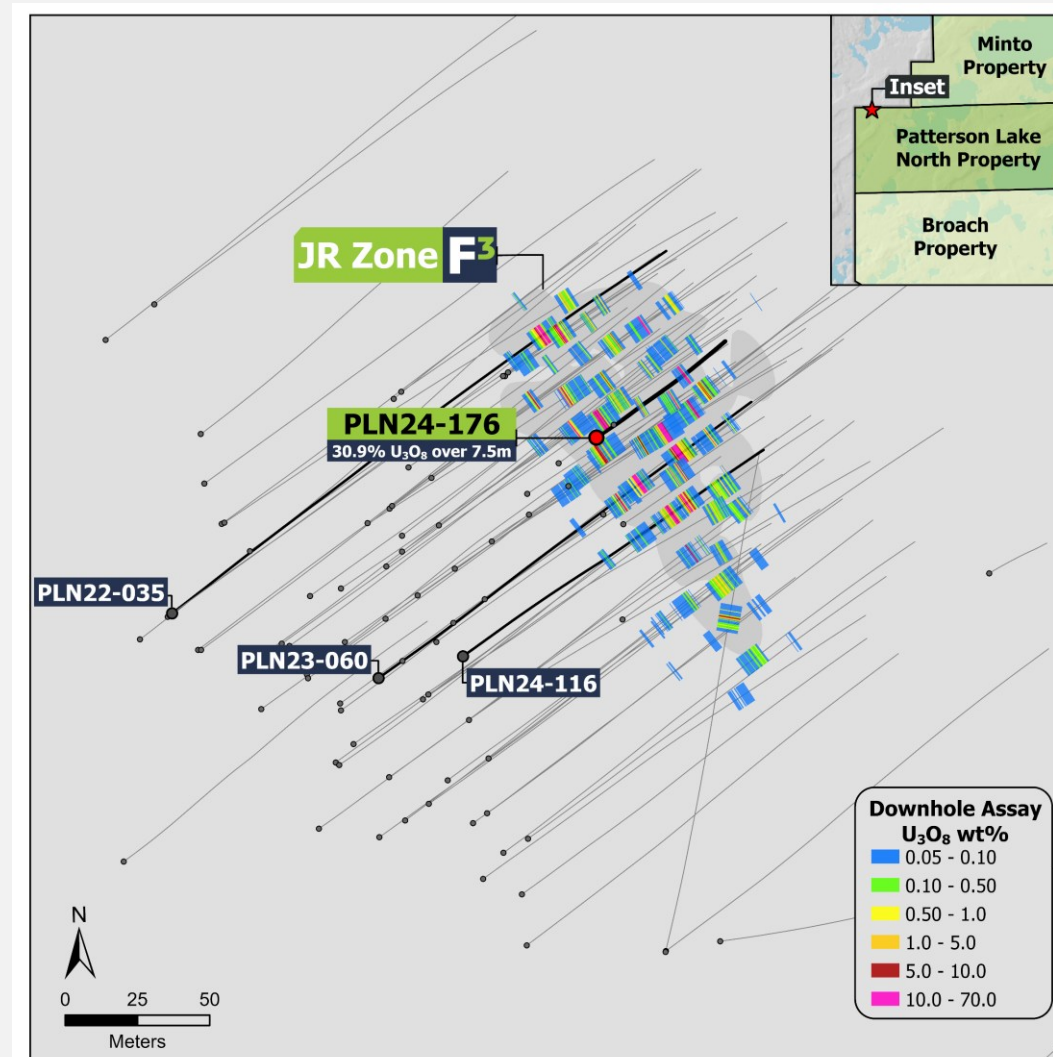 Minto
Property
Inset
Patterson Lake
North Property
Broach
Property
JR Zone F³
PLN24-176
30.9% U₃O₈ over 7.5m
PLN22-035
PLN23-060
PLN24-116
Downhole Assay
U₃O₈ wt%
0.05 - 0.10
0.10 - 0.50
0.50 - 1.0
1.0 - 5.0
5.0 - 10.0
10.0 - 70.0
N
0 25 50
Meters